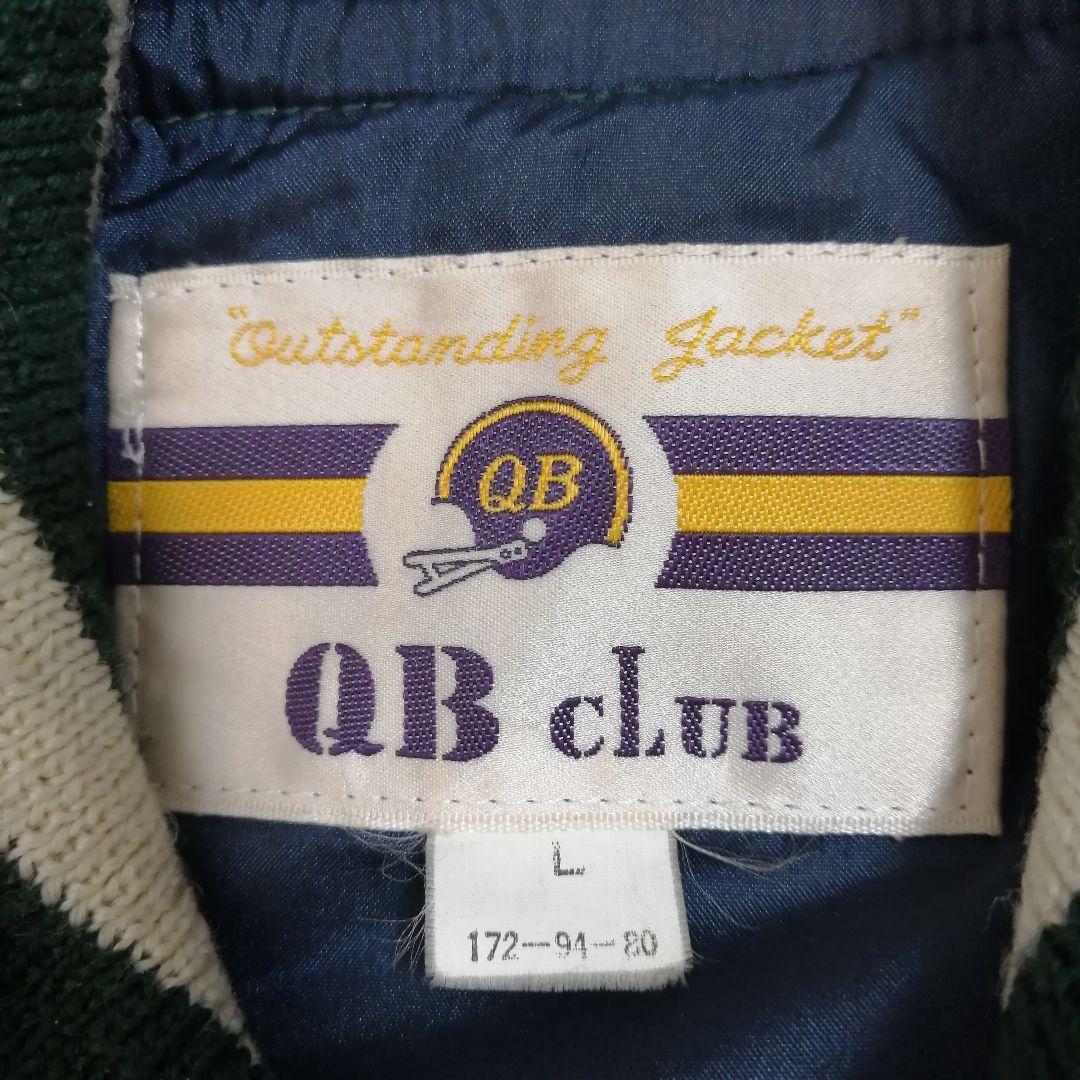 "Outstanding Jacket"
QB
QB cLUB
L
172-94-80